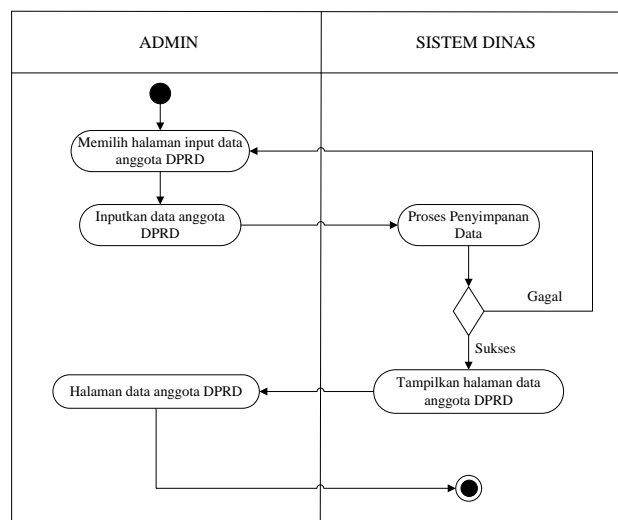 ADMIN
SISTEM DINAS
Memilih halaman input data
anggota DPRD
Inputkan data anggota
DPRD
Proses Penyimpanan
Data
Gagal
Sukses
Tampilkan halaman data
anggota DPRD
Halaman data anggota DPRD